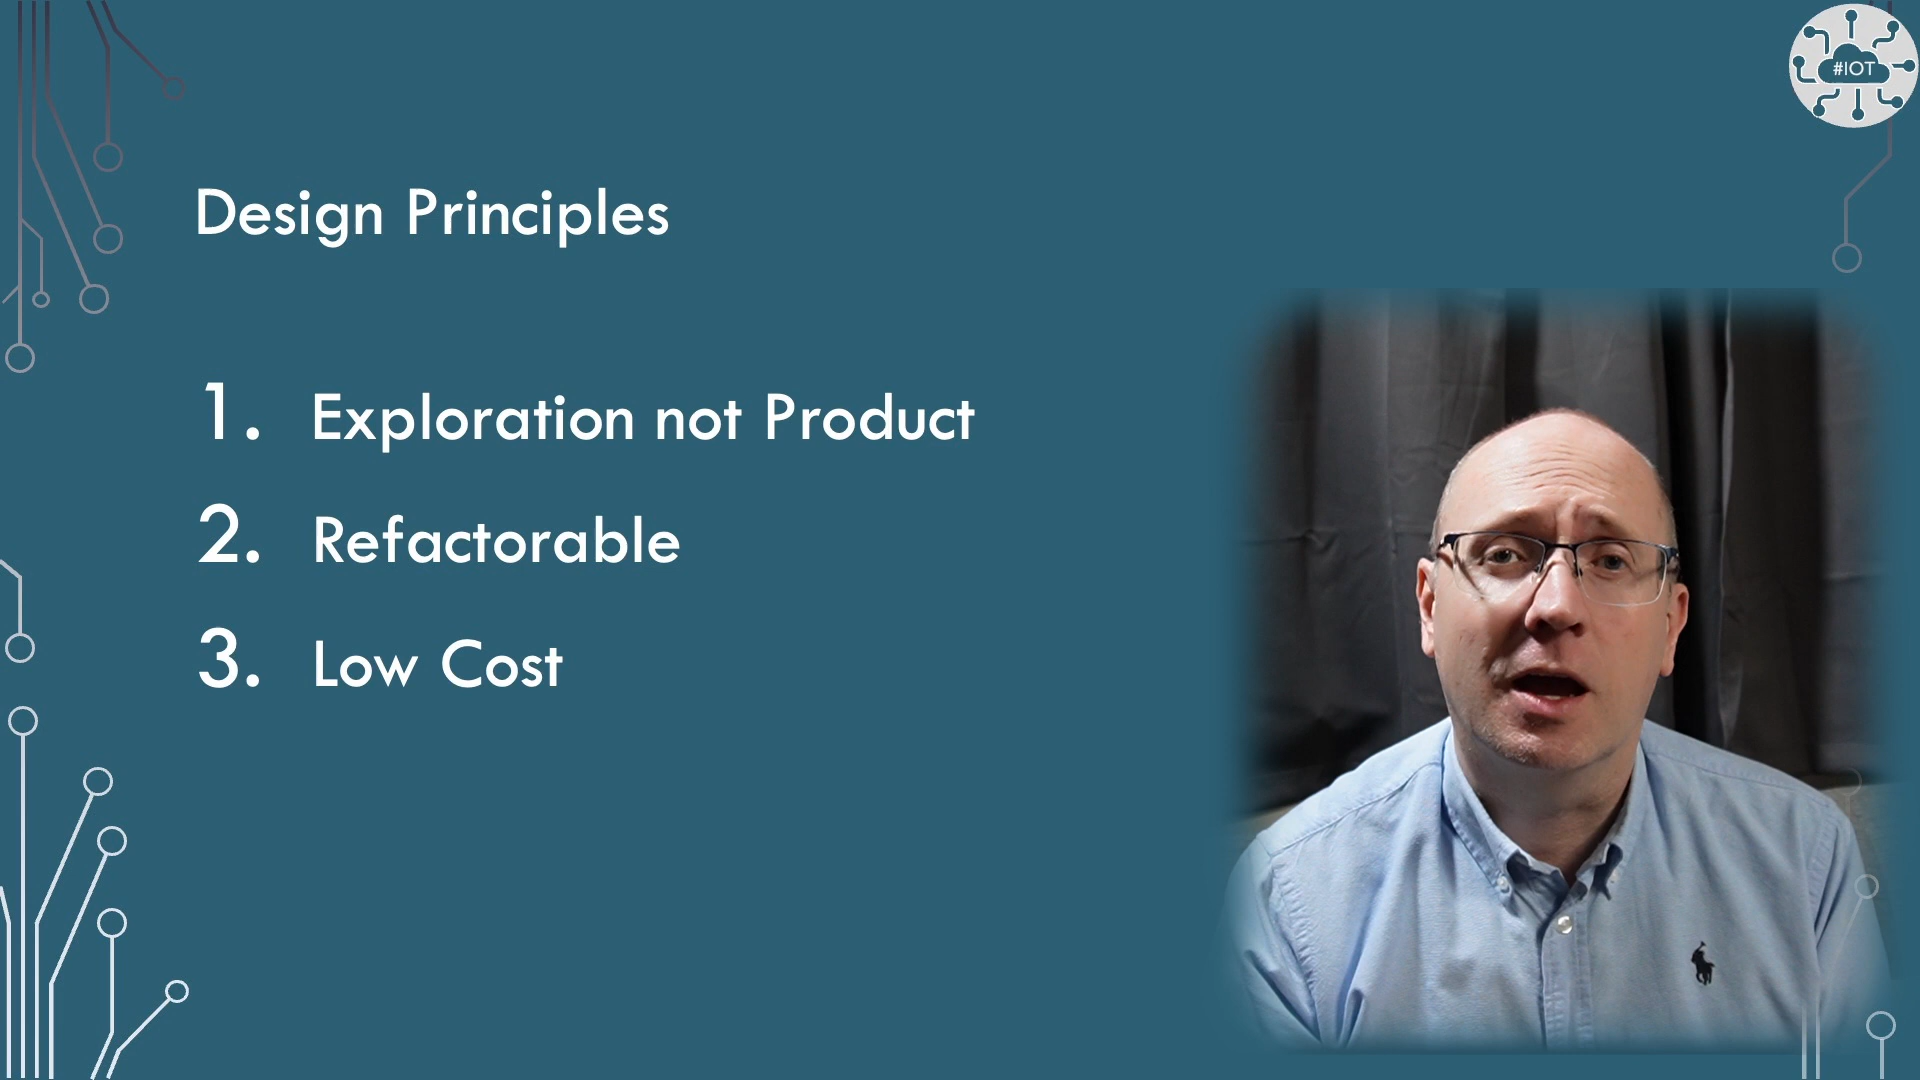 #IOT
Design Principles
1. Exploration not Product
2. Refactorable
3. Low Cost